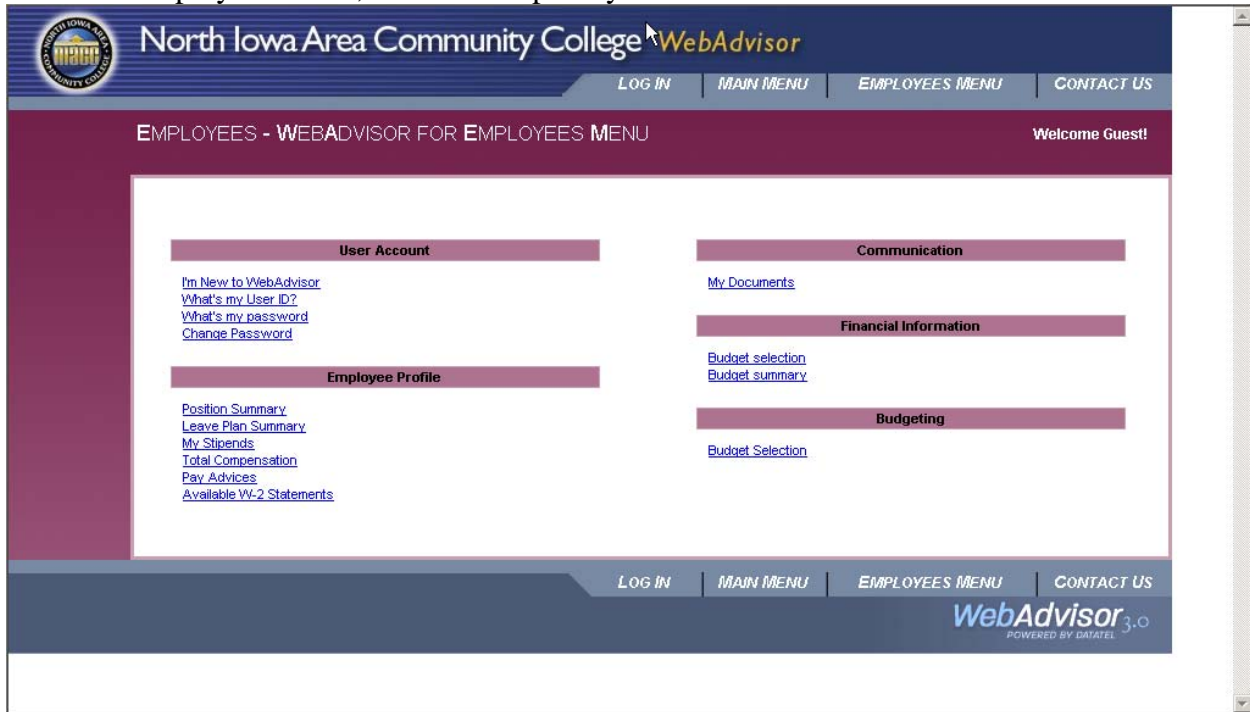 North Iowa Area Community College WebAdvisor
LOG IN MAIN MENU EMPLOYEES MENU CONTACT US
EMPLOYEES - WEBADVISOR FOR EMPLOYEES MENU
Welcome Guest!
User Account
I'm New to WebAdvisor
What's my User ID?
What's my password
Change Password
Employee Profile
Position Summary
Leave Plan Summary
My Stipends
Total Compensation
Pay Advices
Available W-2 Statements
Communication
My Documents
Financial Information
Budget selection
Budget summary
Budgeting
Budget Selection
LOG IN MAIN MENU EMPLOYEES MENU CONTACT US
WebAdvisor 3.0
POWERED BY DATATEL